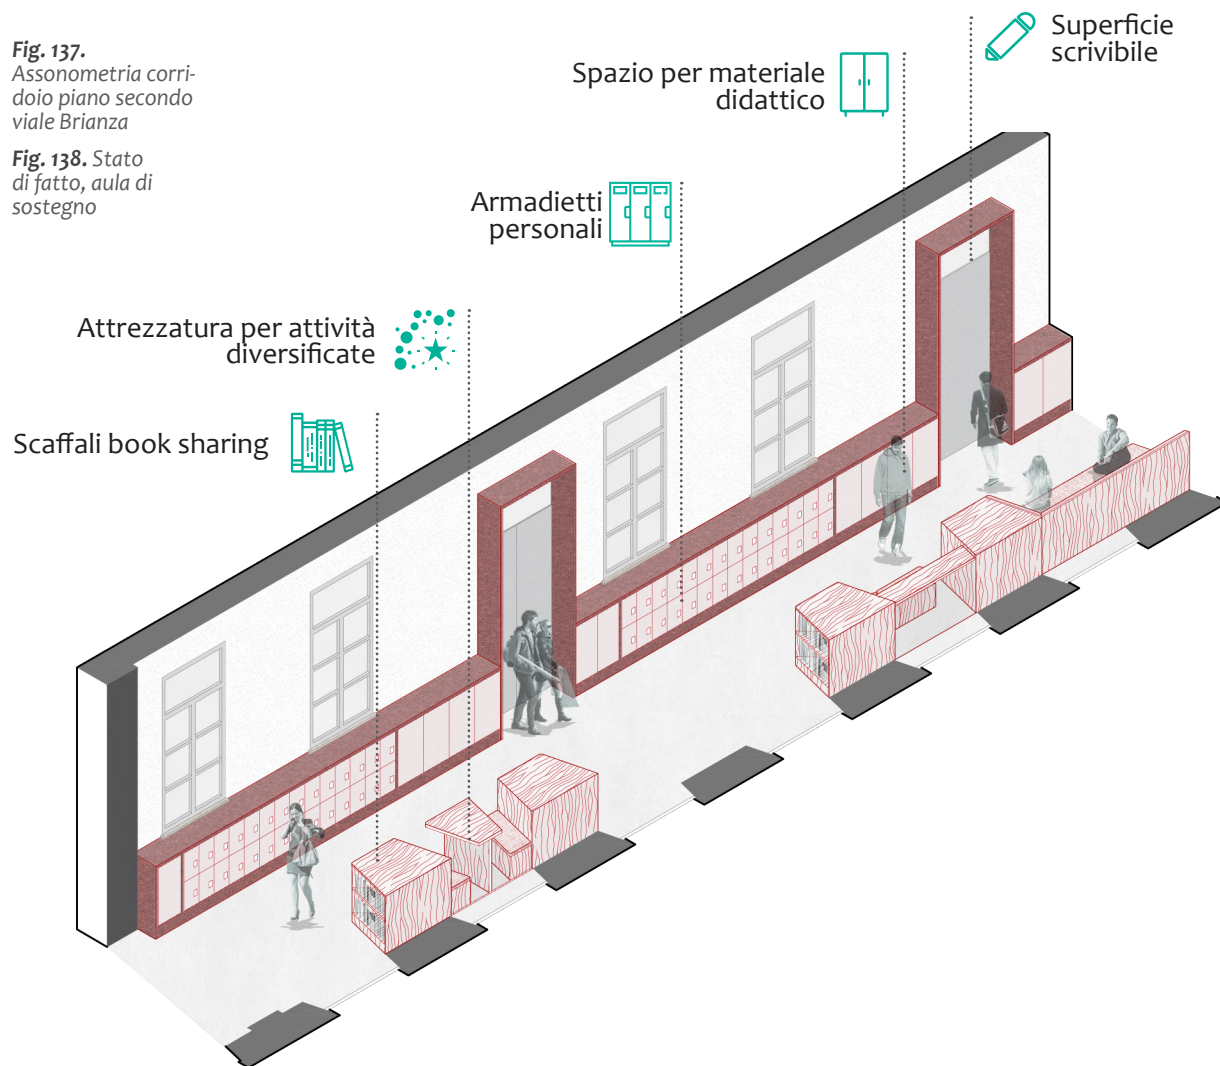 Fig. 137.
Assonometria corri-
doio piano secondo
viale Brianza
Fig. 138. Stato
di fatto, aula di
sostegno
Superficie
scrivibile
Spazio per materiale
didattico
Armadietti
personali
Attrezzatura per attività
diversificate
Scaffali book sharing